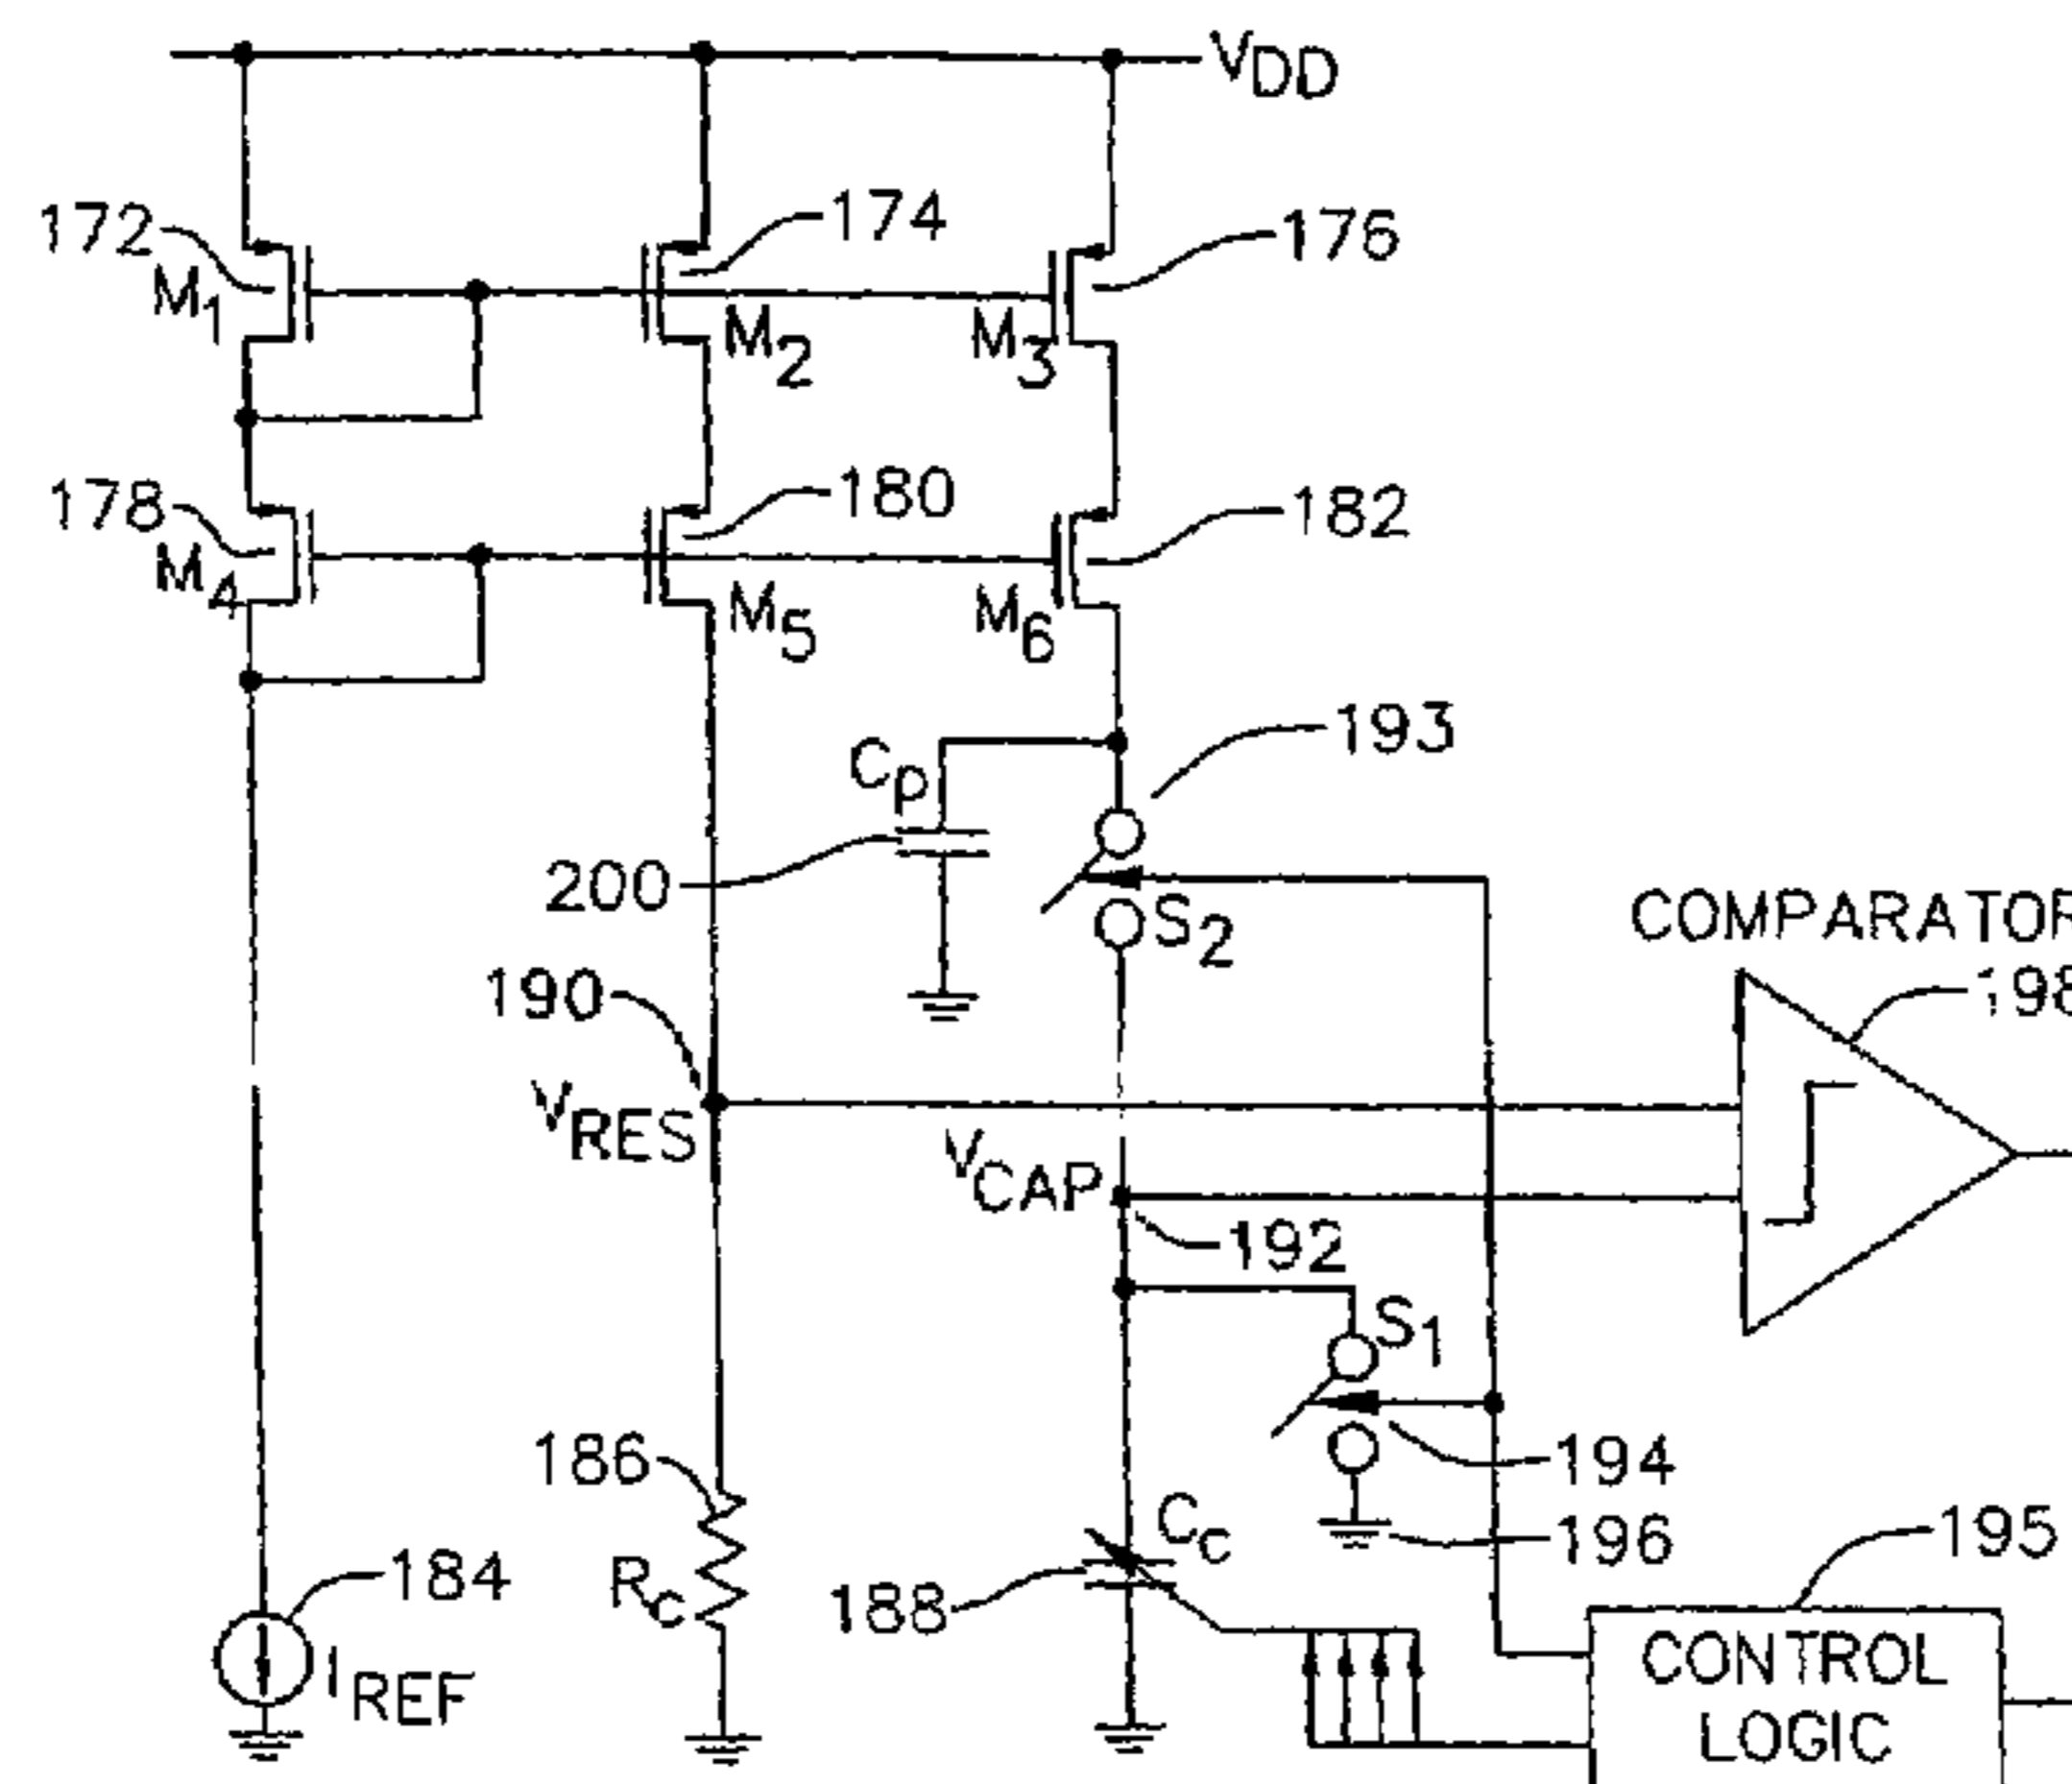 VDD
172
M1
174
M2
176
M3
178
M4
180
M5
182
M6
193
CP
200
S2
COMPARATOR
198
190
VRES
VCAP
192
S1
194
196
186
RC
CC
188
184
IREF
195
CONTROL
LOGIC